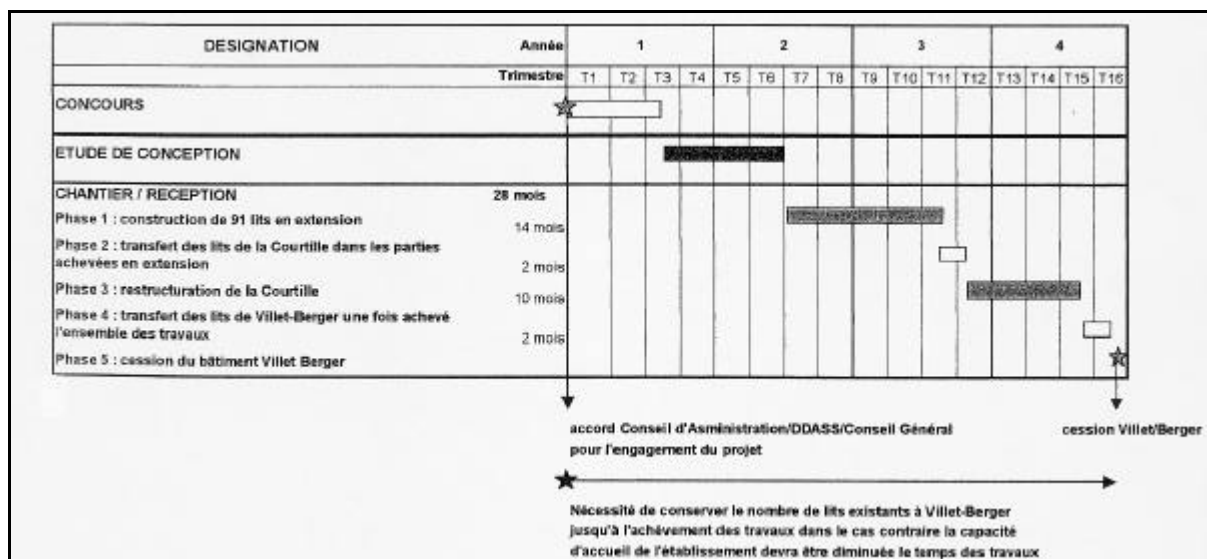 DESIGNATION Année 1 2 3 4
Trimestre T1 T2 T3 T4 T5 T6 T7 T8 T9 T10 T11 T12 T13 T14 T15 T16
CONCOURS
ETUDE DE CONCEPTION
CHANTIER / RECEPTION 28 mois
Phase 1 : construction de 91 lits en extension 14 mois
Phase 2 : transfert des lits de la Courtille dans les parties
achevées en extension 2 mois
Phase 3 : restructuration de la Courtille 10 mois
Phase 4 : transfert des lits de Villet-Berger une fois achevé
l'ensemble des travaux 2 mois
Phase 5 : cession du bâtiment Villet Berger
accord Conseil d'Asministration/DDASS/Conseil Général cession Villet/Berger
pour l'engagement du projet
Nécessité de conserver le nombre de lits existants à Villet-Berger
jusqu'à l'achèvement des travaux dans le cas contraire la capacité
d'accueil de l'établissement devra être diminuée le temps des travaux